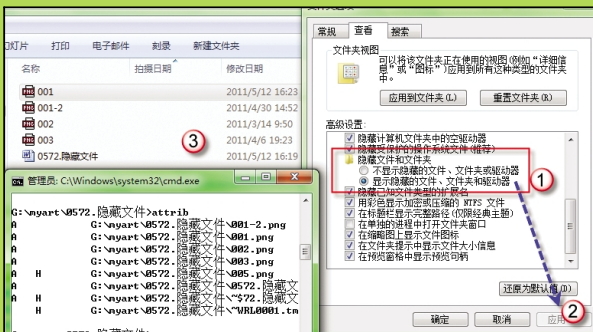 幻灯片 打印 电子邮件 刻录 新建文件夹
名称 拍摄日期 修改日期
001 2011/5/12 16:23
001-2 2011/4/30 14:52
002 2011/3/14 9:50
003 2011/4/6 19:23
0572.隐藏文件 2011/5/12 16:19
3
管理员: C:\Windows\system32\cmd.exe
G:\myart\0572.隐藏文件>attrib
A G:\myart\0572.隐藏文件\001-2.png
A G:\myart\0572.隐藏文件\001.png
A G:\myart\0572.隐藏文件\002.png
A G:\myart\0572.隐藏文件\003.png
A H G:\myart\0572.隐藏文件\005.png
A G:\myart\0572.隐藏文件\0572.隐藏文
A H G:\myart\0572.隐藏文件\~$72.隐藏
A H G:\myart\0572.隐藏文件\~WRL0001.tm
常规 查看 搜索
文件夹视图
可以将该文件夹正在使用的视图(例如“详细信
息”或“图标”)应用到所有这种类型的文件夹
中。
应用到文件夹(L) 重置文件夹(R)
高级设置:
隐藏计算机文件夹中的空驱动器
隐藏受保护的操作系统文件(推荐)
隐藏文件和文件夹
不显示隐藏的文件、文件夹或驱动器
显示隐藏的文件、文件夹和驱动器
1
隐藏已知文件类型的扩展名
用彩色显示加密或压缩的 NTFS 文件
在标题栏显示完整路径(仅限经典主题)
在单独的进程中打开文件夹窗口
在缩略图上显示文件图标
在文件夹提示中显示文件大小信息
在预览窗格中显示预览句柄
还原为默认值(D)
2
确定 取消 应用